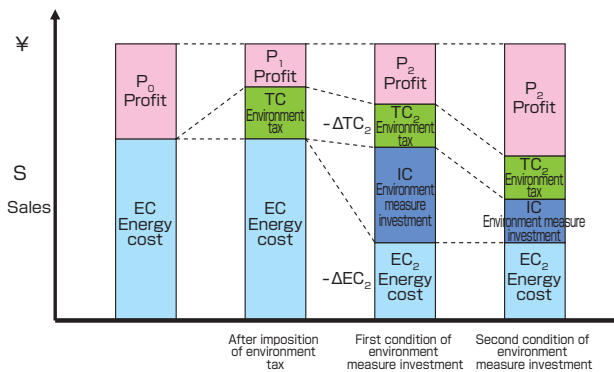 ¥
S
Sales
P₀
Profit
EC
Energy
cost
P₁
Profit
TC
Environment
tax
EC
Energy
cost
After imposition
of environment
tax
P₂
Profit
-ΔTC₂
TC₂
Environment
tax
IC
Environment
measure
investment
-ΔEC₂
EC₂
Energy
cost
First condition of
environment
measure investment
P₂
Profit
TC₂
Environment
tax
IC
Environment measure
investment
EC₂
Energy
cost
Second condition of
environment
measure investment